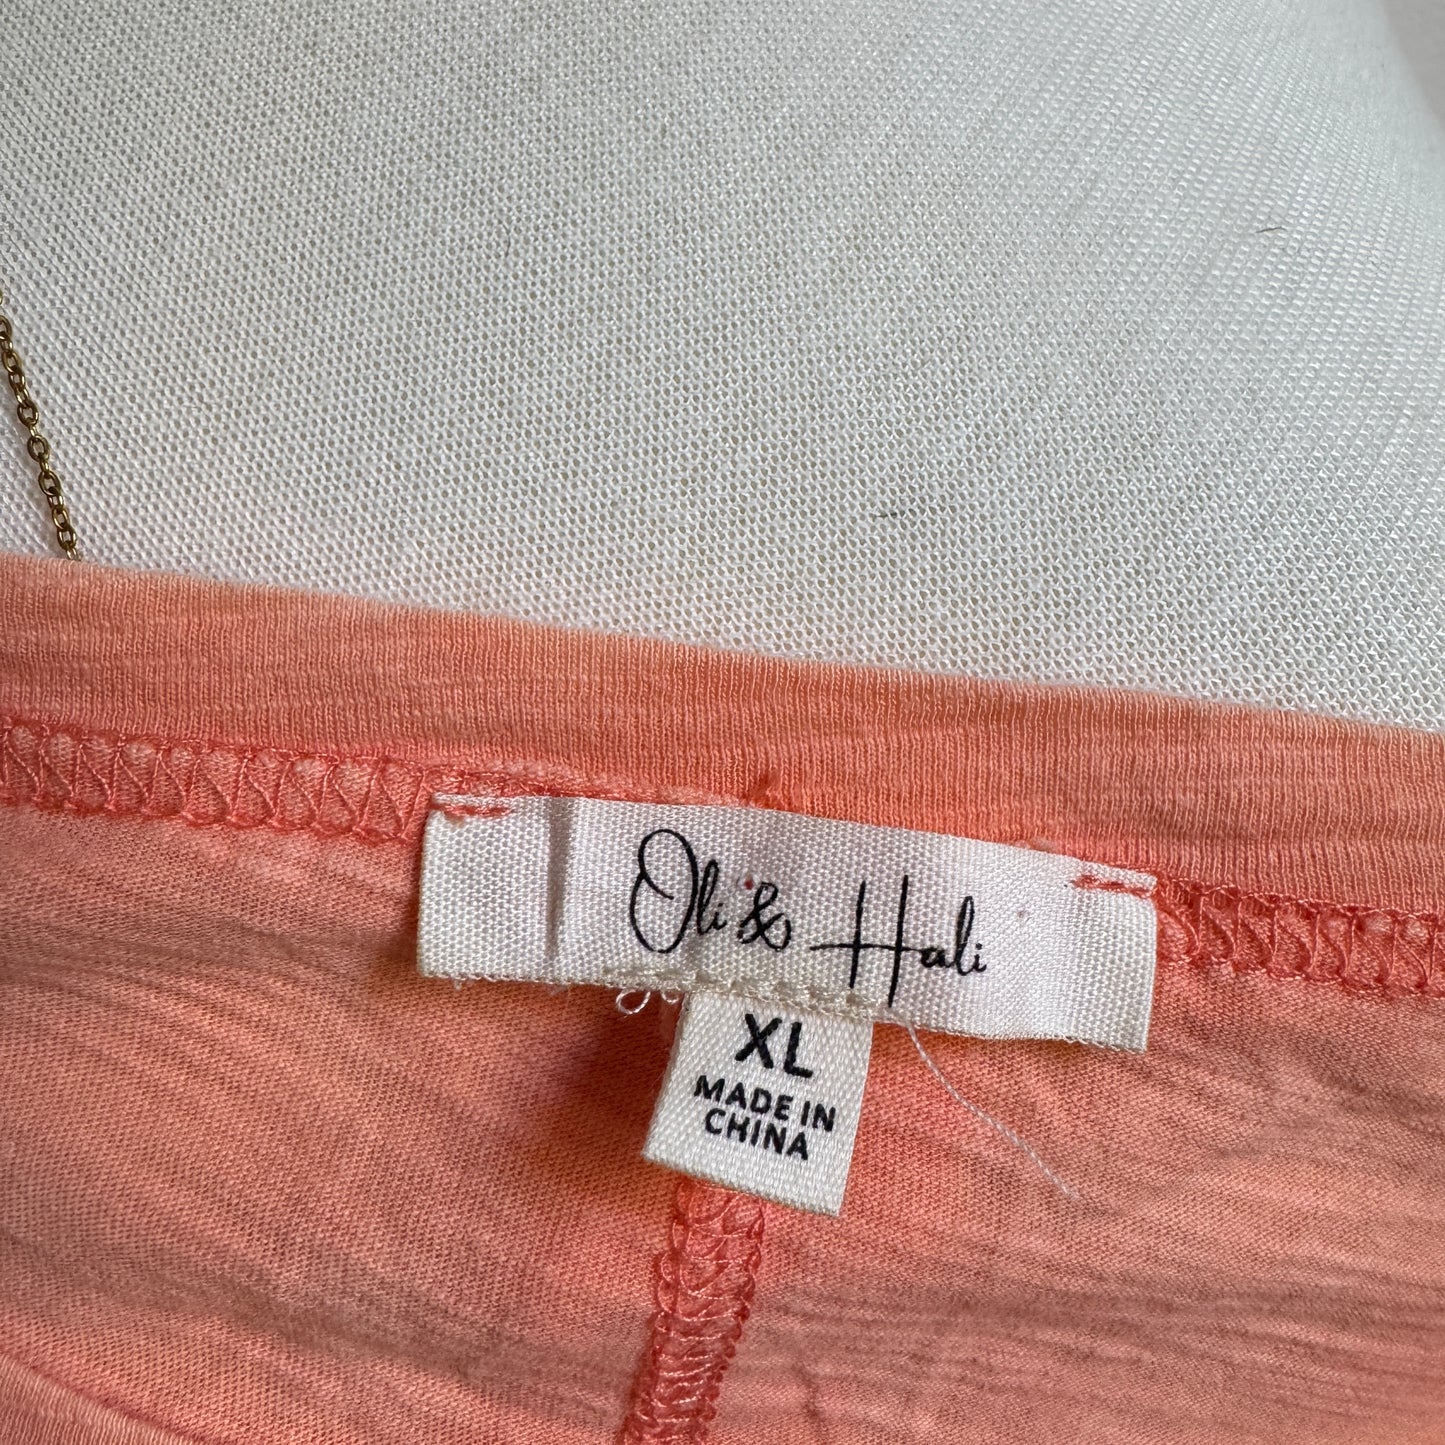 Oli & Hali
XL
MADE IN
CHINA